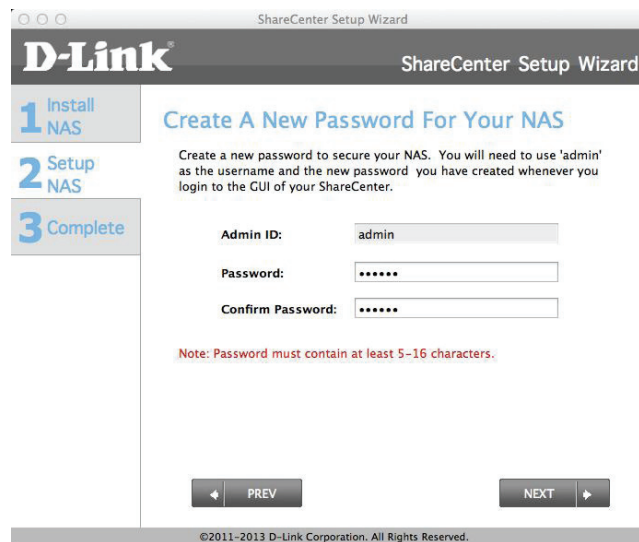 ShareCenter Setup Wizard
D-Link®
ShareCenter Setup Wizard
1 Install
NAS
2 Setup
NAS
3 Complete
Create A New Password For Your NAS
Create a new password to secure your NAS. You will need to use 'admin'
as the username and the new password you have created whenever you
login to the GUI of your ShareCenter.
Admin ID: admin
Password: ••••••
Confirm Password: ••••••
Note: Password must contain at least 5-16 characters.
PREV
NEXT
©2011-2013 D-Link Corporation. All Rights Reserved.